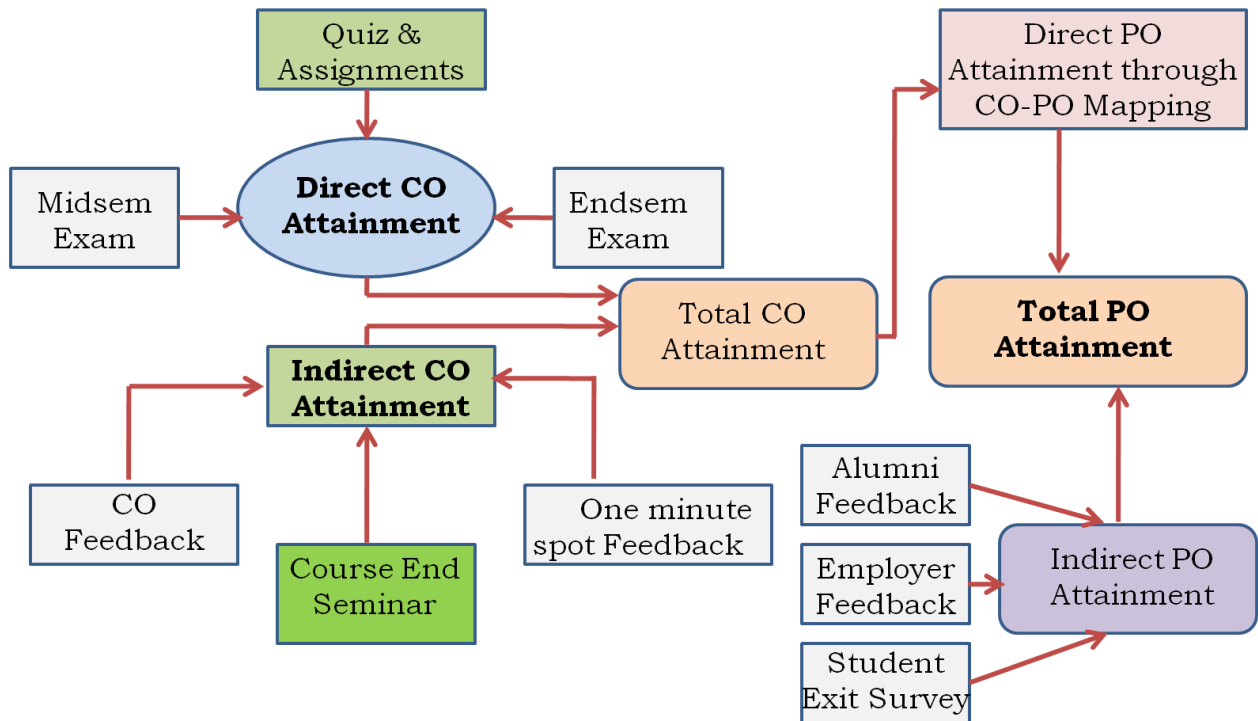 Quiz &
Assignments
Direct PO
Attainment through
CO-PO Mapping
Midsem
Exam
Direct CO
Attainment
Endsem
Exam
Total CO
Attainment
Total PO
Attainment
Indirect CO
Attainment
CO
Feedback
Course End
Seminar
One minute
spot Feedback
Alumni
Feedback
Employer
Feedback
Student
Exit Survey
Indirect PO
Attainment